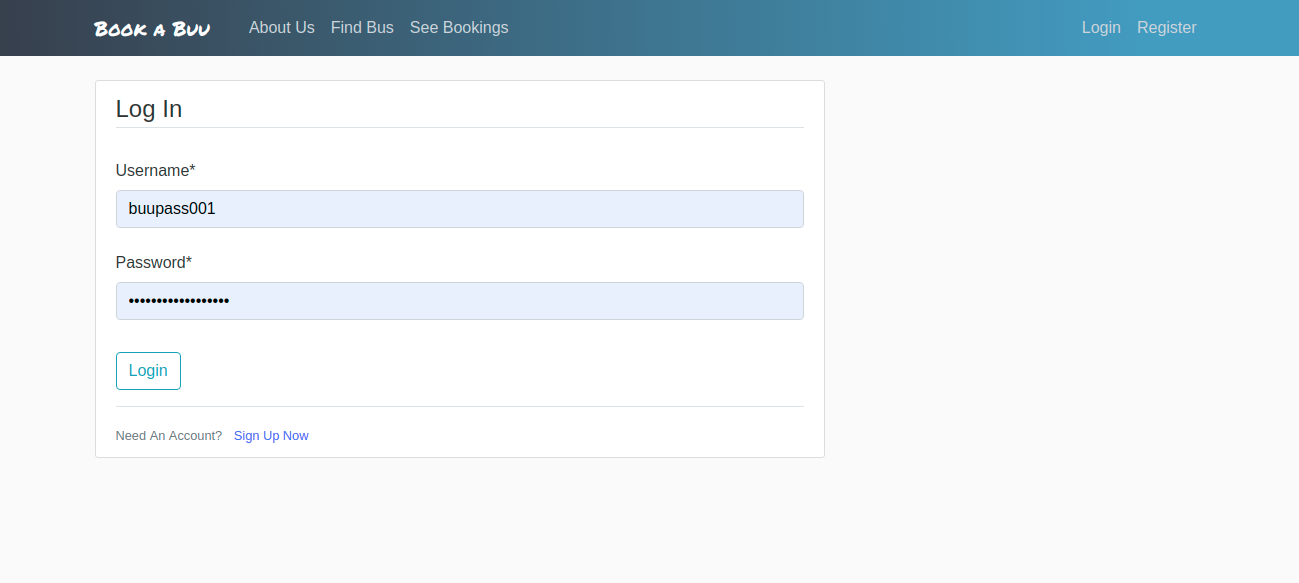 Book a Buu About Us Find Bus See Bookings Login Register
Log In
Username*
buupass001
Password*
••••••••••••••••••
Login
Need An Account? Sign Up Now